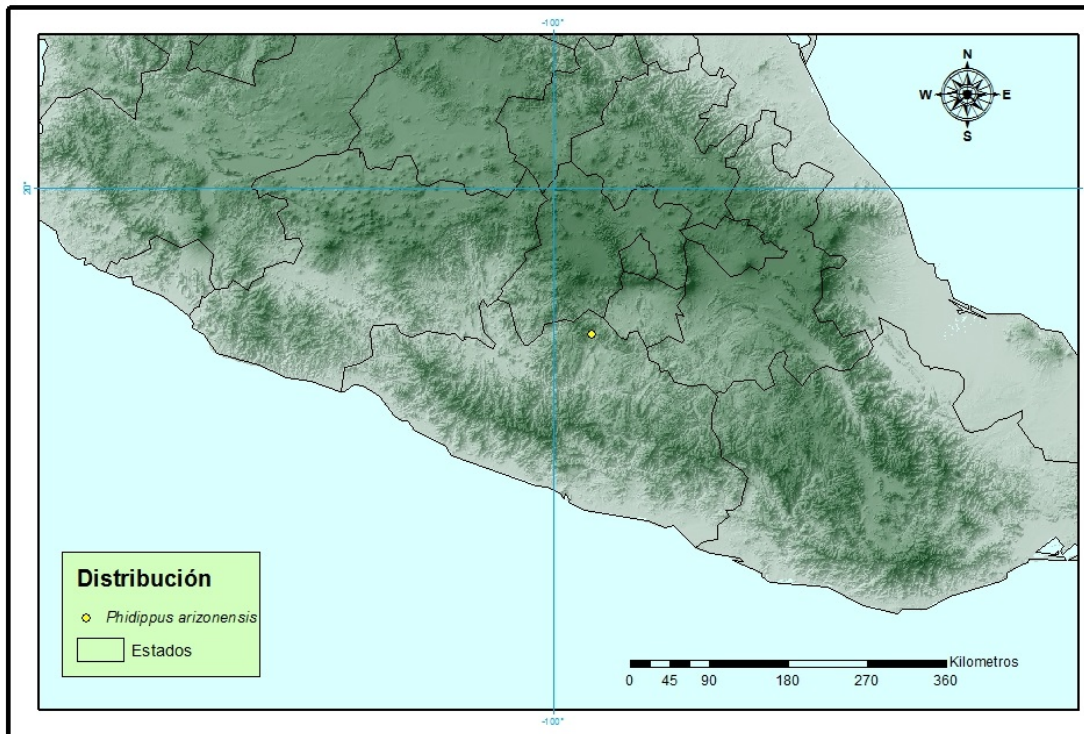 -100°
N
W E
S
20°
Distribución
Phidippus arizonensis
Estados
Kilometros
0 45 90 180 270 360
-100°